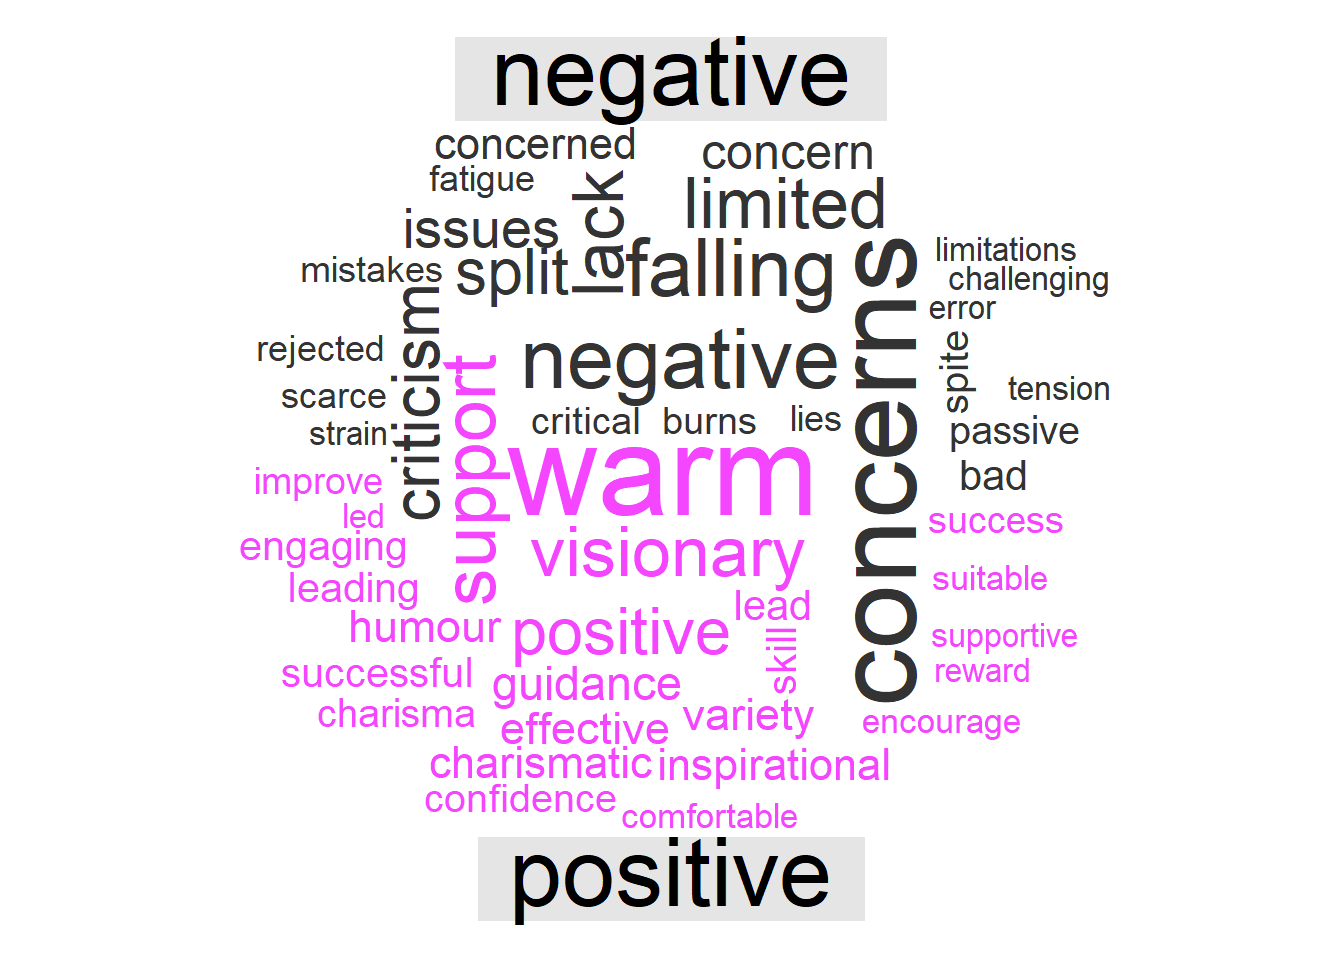 negative
concerned
concern
fatigue
lack
limited
issues
falling
concerns
limitations
mistakes
split
challenging
criticism
error
rejected
support
negative
spite
scarce
tension
strain
critical
burns
lies
passive
improve
warm
bad
led
success
engaging
visionary
leading
suitable
lead
humour
positive
skill
supportive
successful
guidance
reward
charisma
effective
variety
encourage
charismatic
inspirational
confidence
comfortable
positive